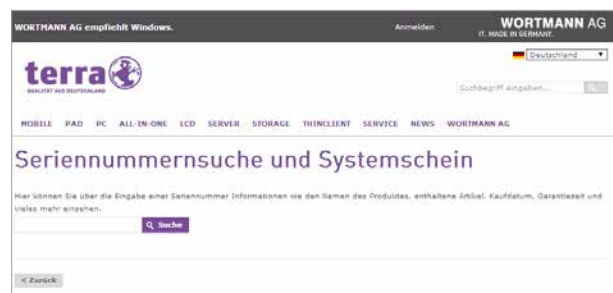 WORTMANN AG empfiehlt Windows.
Anmelden
WORTMANN AG
IT. MADE IN GERMANY.
Deutschland
terra
QUALITÄT AUS DEUTSCHLAND
Suchbegriff eingeben...
MOBILE PAD PC ALL-IN-ONE LCD SERVER STORAGE THINCLIENT SERVICE NEWS WORTMANN AG
Seriennummernsuche und Systemschein
Hier können Sie über die Eingabe einer Seriennummer Informationen wie den Namen des Produktes, enthaltene Artikel, Kaufdatum, Garantiezeit und
vieles mehr einsehen.
Suche
< Zurück